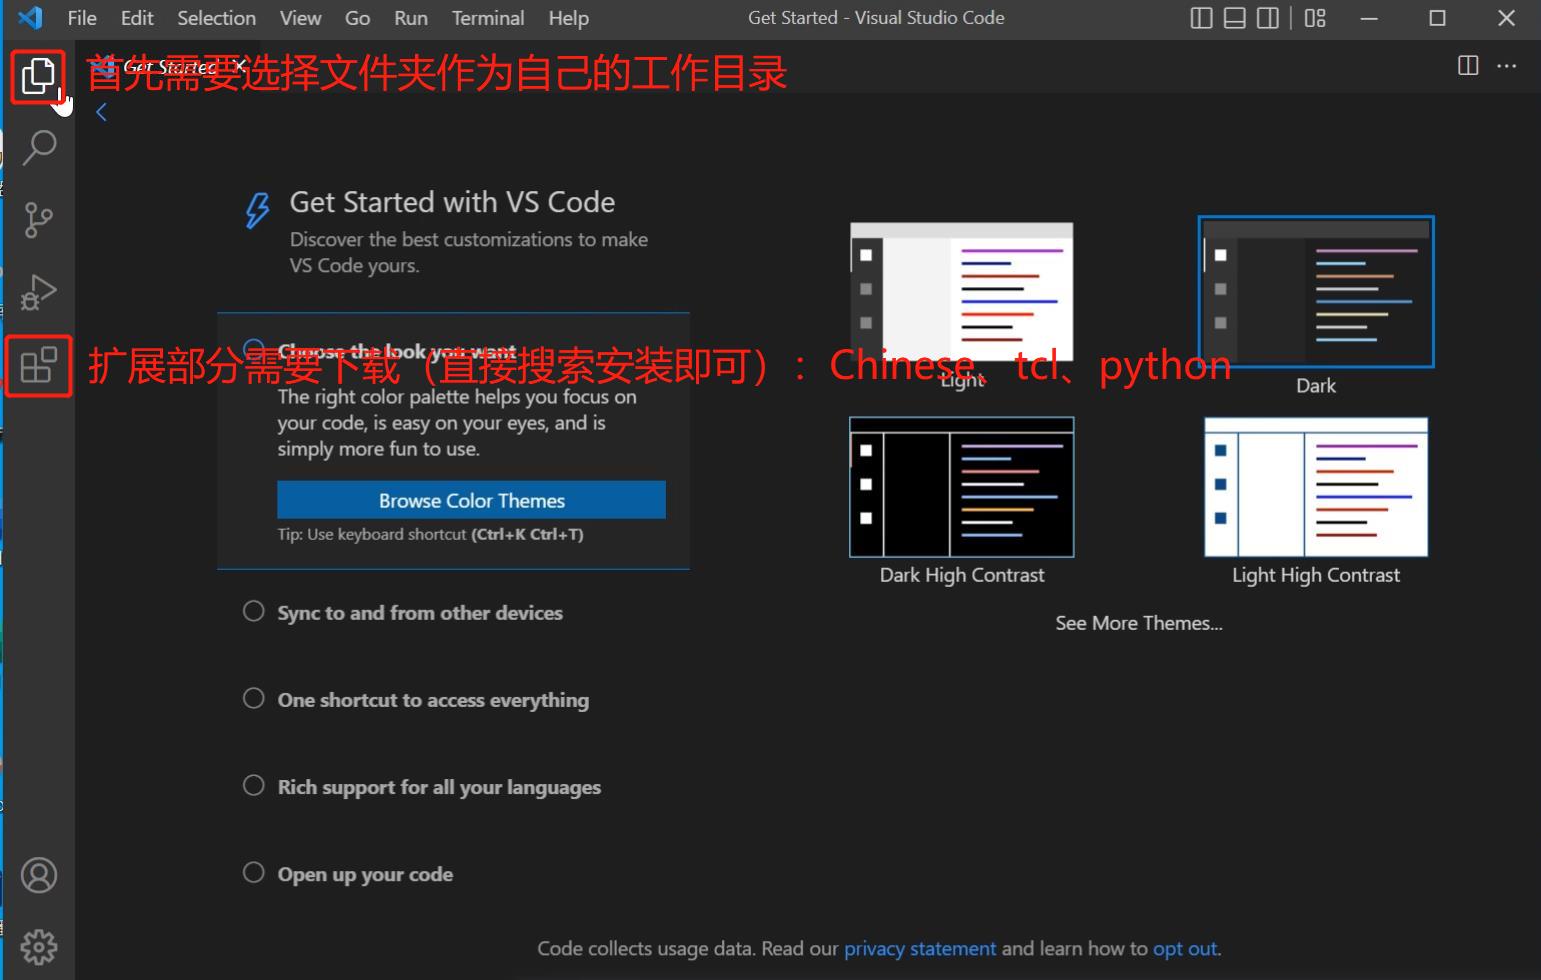 File Edit Selection View Go Run Terminal Help
Get Started - Visual Studio Code
Get Started
首先需要选择文件夹作为自己的工作目录
Get Started with VS Code
Discover the best customizations to make
VS Code yours.
Choose the look you want
扩展部分需要下载（直接搜索安装即可）：Chinese、tcl、python
The right color palette helps you focus on
your code, is easy on your eyes, and is
simply more fun to use.
Browse Color Themes
Tip: Use keyboard shortcut (Ctrl+K Ctrl+T)
Light
Dark
Dark High Contrast
Light High Contrast
See More Themes...
Sync to and from other devices
One shortcut to access everything
Rich support for all your languages
Open up your code
Code collects usage data. Read our privacy statement and learn how to opt out.